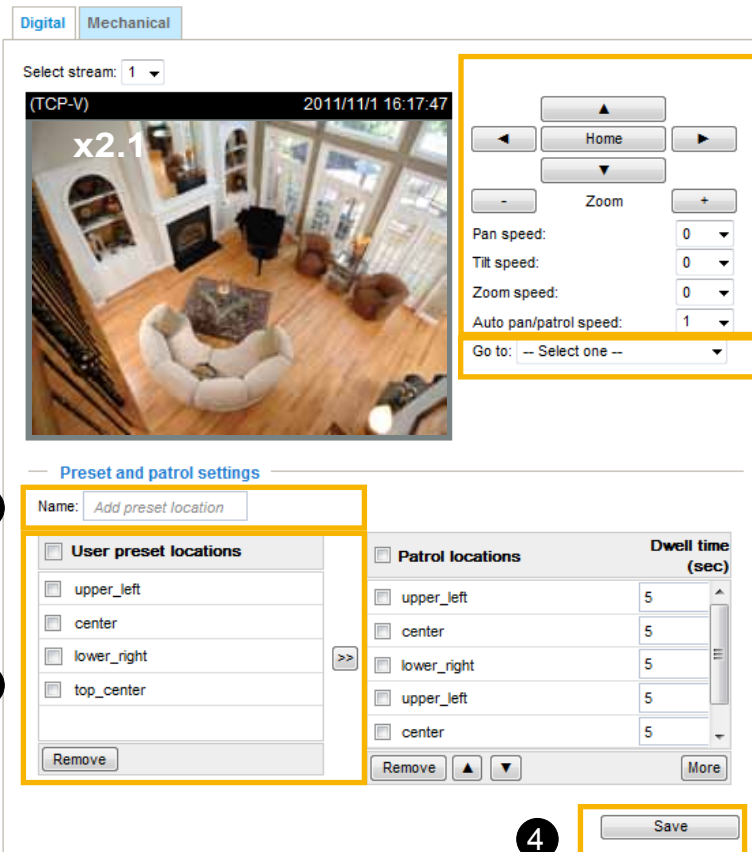 Digital Mechanical
Select stream: 1
(TCP-V) 2011/11/1 16:17:47
x2.1
Home
- Zoom +
Pan speed: 0
Tilt speed: 0
Zoom speed: 0
Auto pan/patrol speed: 1
Go to: -- Select one --
Preset and patrol settings
Name: Add preset location
User preset locations
upper_left
center
lower_right
top_center
Remove
>>
Patrol locations Dwell time (sec)
upper_left 5
center 5
lower_right 5
upper_left 5
center 5
Remove More
4 Save